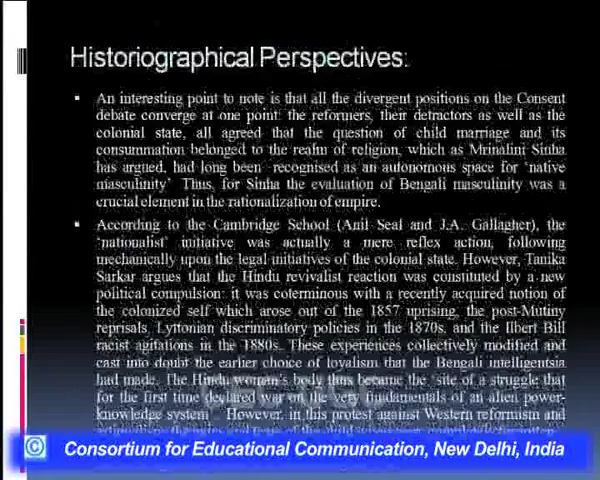 Historiographical Perspectives:
An interesting point to note is that all the divergent positions on the Consent
debate converge at one point: the reformers, their detractors as well as the
colonial state, all agreed that the question of child marriage and its
consummation belonged to the realm of religion, which as Mrinalini Sinha
has argued, had long been recognised as an autonomous space for 'native
masculinity' Thus, for Sinha the evaluation of Bengali masculinity was a
crucial element in the rationalization of empire.
According to the Cambridge School (Anil Seal and J.A. Gallagher), the
'nationalist' initiative was actually a mere reflex action, following
mechanically upon the legal initiatives of the colonial state. However, Tanika
Sarkar argues that the Hindu revivalist reaction was constituted by a new
political compulsion: it was coterminous with a recently acquired notion of
the colonized self which arose out of the 1857 uprising, the post-Mutiny
reprisals, Lyttonian discriminatory policies in the 1870s, and the Ilbert Bill
racist agitations in the 1880s. These experiences collectively modified and
cast into doubt the earlier choice of loyalism that the Bengali intelligentsia
had made. The Hindu woman's body thus became the 'site of a struggle that
for the first time declared war on the very fundamentals of an alien power-
knowledge system' However, in this protest against Western reformism and
© Consortium for Educational Communication, New Delhi, India